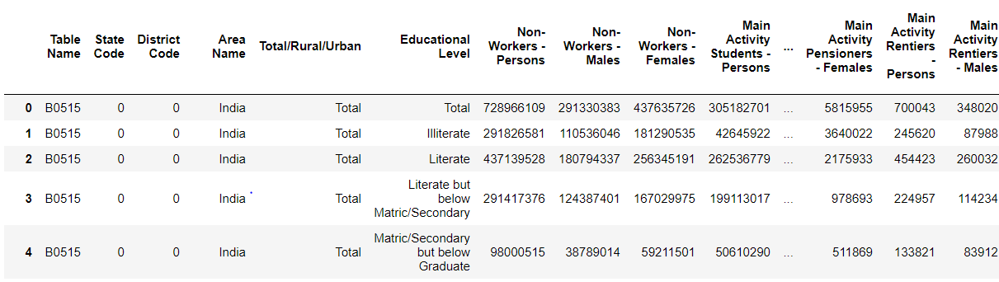 Table Name State Code District Code Area Name Total/Rural/Urban Educational Level Non-Workers - Persons Non-Workers - Males Non-Workers - Females Main Activity Students - Persons ... Main Activity Pensioners - Females Main Activity Rentiers - Persons Main Activity Rentiers - Males
0 B0515 0 0 India Total Total 728966109 291330383 437635726 305182701 ... 5815955 700043 348020
1 B0515 0 0 India Total Illiterate 291826581 110536046 181290535 42645922 ... 3640022 245620 87988
2 B0515 0 0 India Total Literate 437139528 180794337 256345191 262536779 ... 2175933 454423 260032
3 B0515 0 0 India Total Literate but below Matric/Secondary 291417376 124387401 167029975 199113017 ... 978693 224957 114234
4 B0515 0 0 India Total Matric/Secondary but below Graduate 98000515 38789014 59211501 50610290 ... 511869 133821 83912